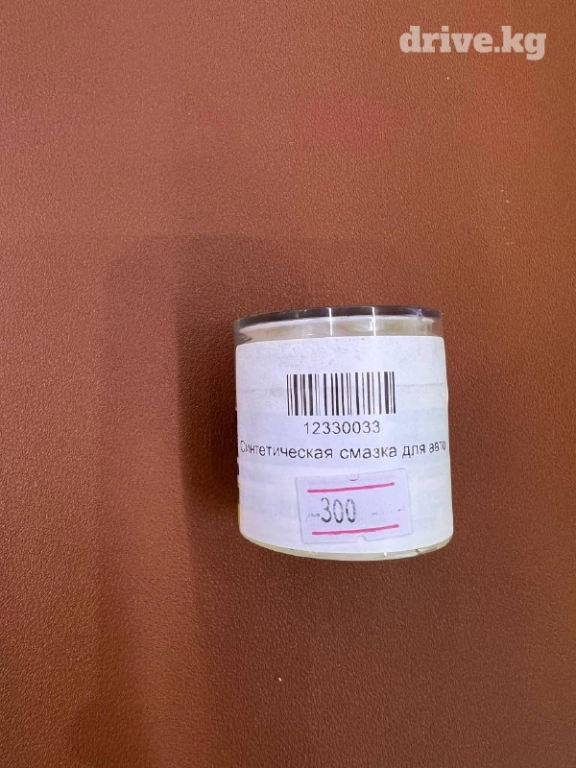 drive.kg
12330033
Синтетическая смазка для авто
300